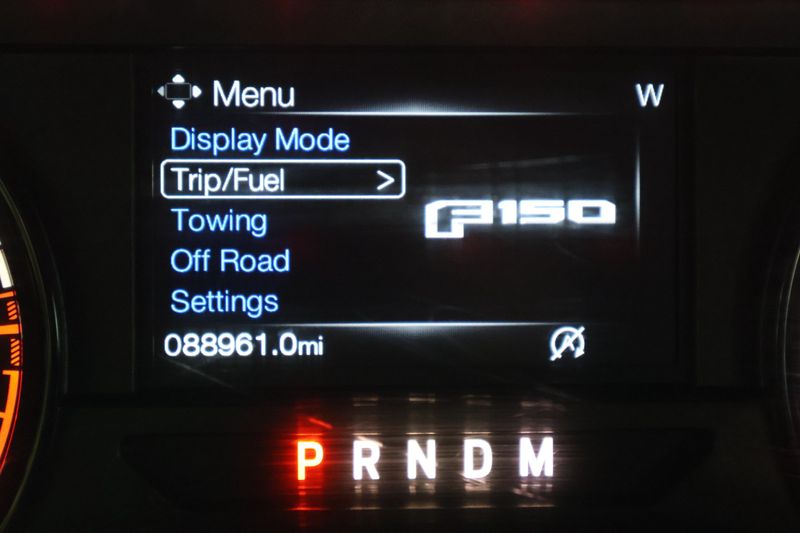 Menu
W
Display Mode
Trip/Fuel >
Towing
F150
Off Road
Settings
088961.0mi
P R N D M